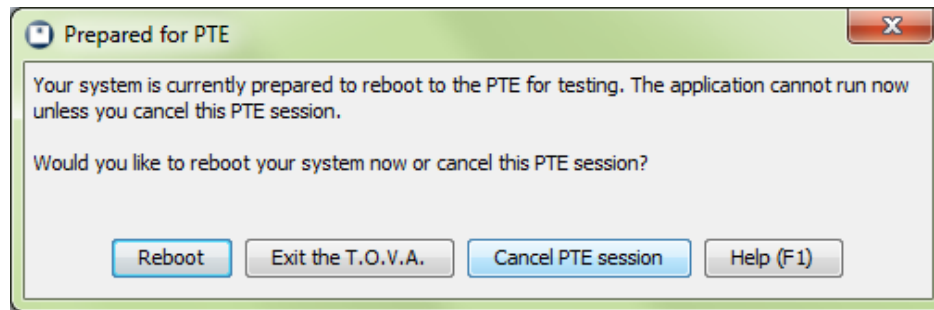 Prepared for PTE
Your system is currently prepared to reboot to the PTE for testing. The application cannot run now
unless you cancel this PTE session.
Would you like to reboot your system now or cancel this PTE session?
Reboot Exit the T.O.V.A. Cancel PTE session Help (F1)